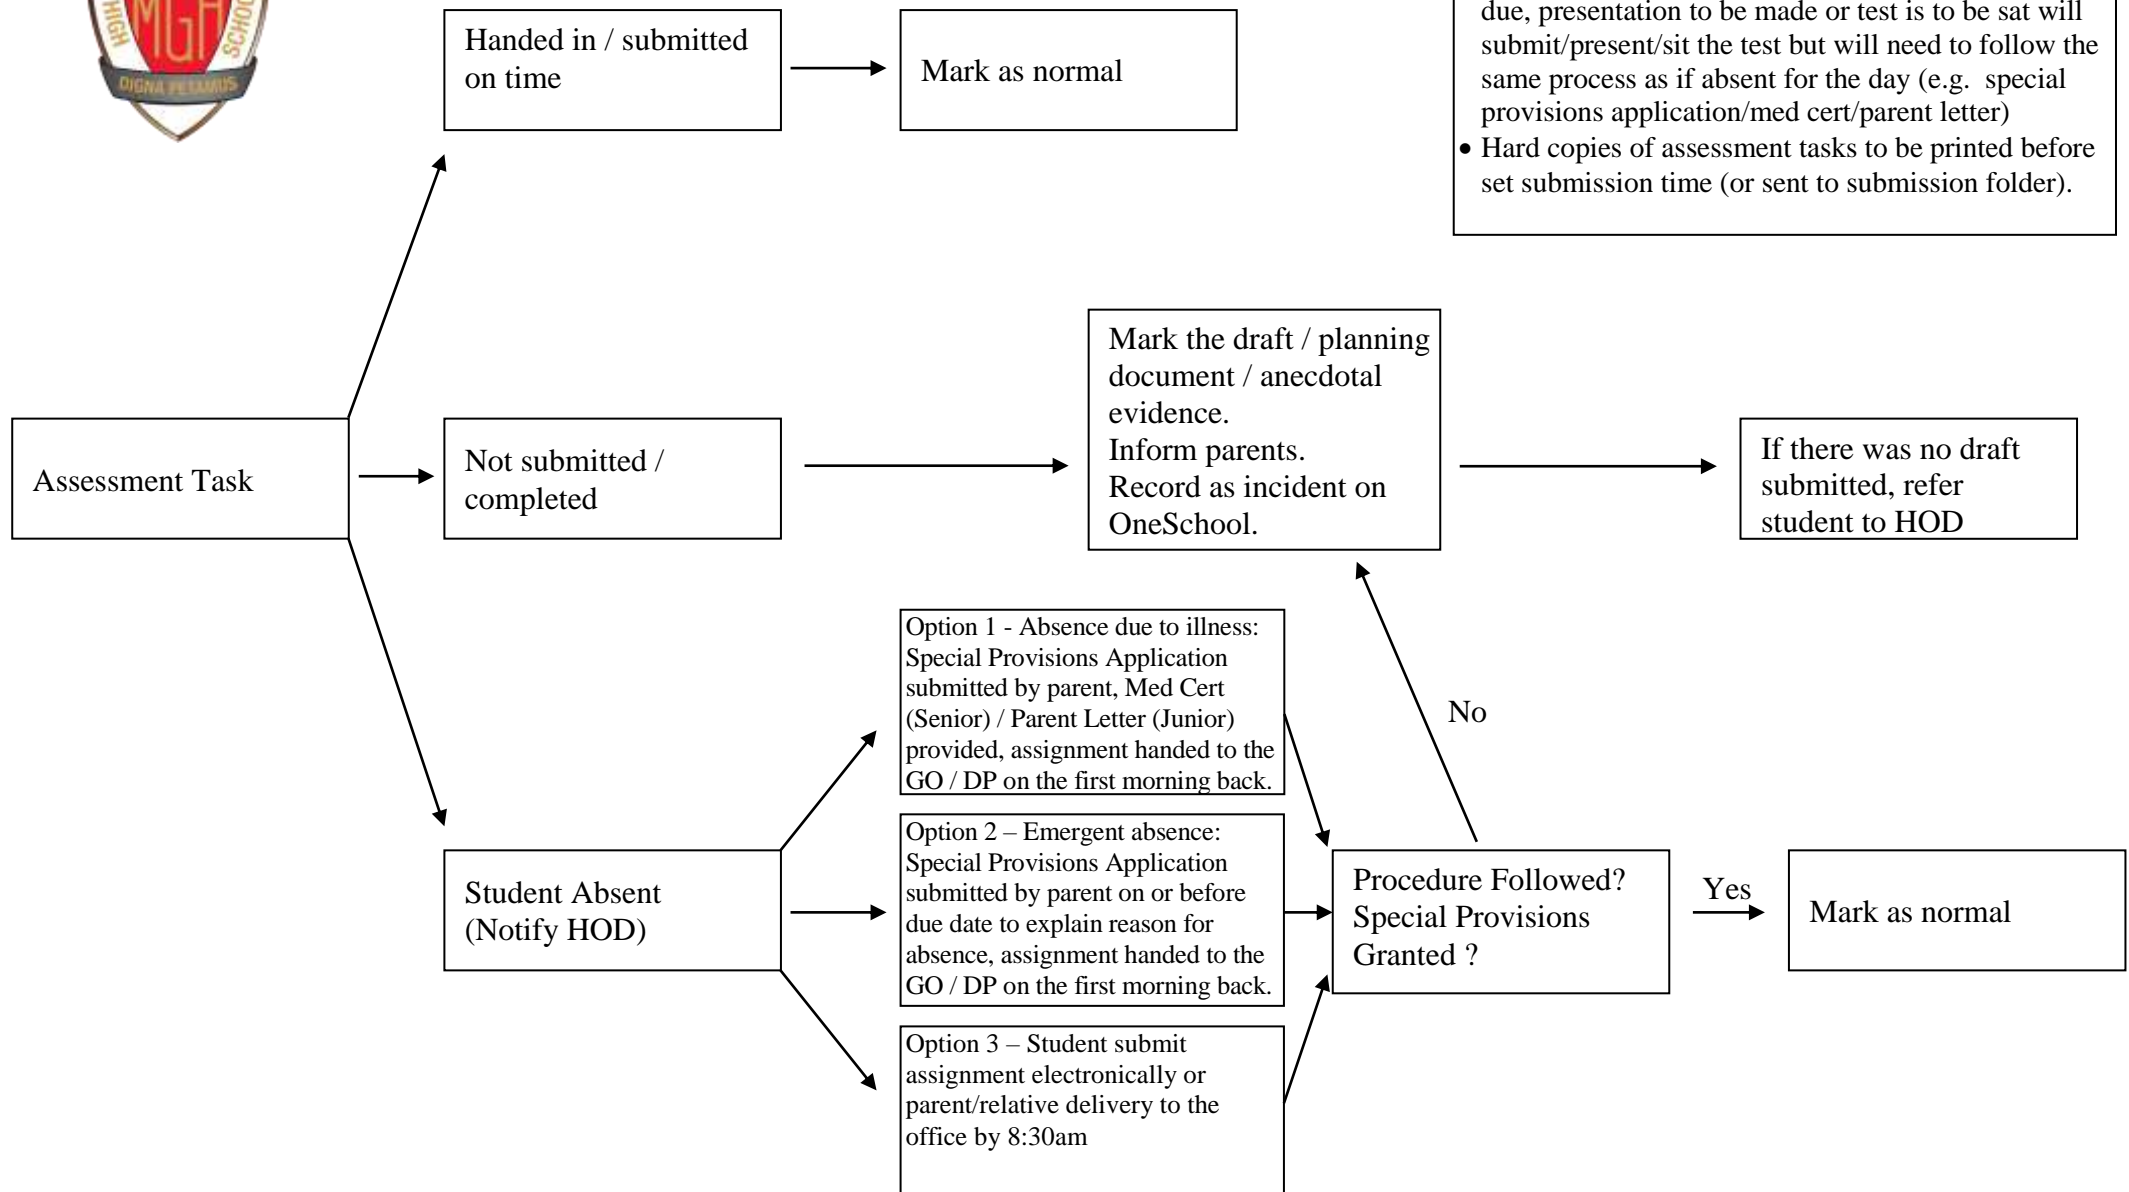 HIGH
MGH
SCHOO
DIGNA PETAMUS
Handed in / submitted
on time
Mark as normal
due, presentation to be made or test is to be sat will
submit/present/sit the test but will need to follow the
same process as if absent for the day (e.g.  special
provisions application/med cert/parent letter)
• Hard copies of assessment tasks to be printed before
set submission time (or sent to submission folder).
Assessment Task
Not submitted /
completed
Mark the draft / planning
document / anecdotal
evidence.
Inform parents.
Record as incident on
OneSchool.
If there was no draft
submitted, refer
student to HOD
Student Absent
(Notify HOD)
Option 1 - Absence due to illness:
Special Provisions Application
submitted by parent, Med Cert
(Senior) / Parent Letter (Junior)
provided, assignment handed to the
GO / DP on the first morning back.
Option 2 – Emergent absence:
Special Provisions Application
submitted by parent on or before
due date to explain reason for
absence, assignment handed to the
GO / DP on the first morning back.
Option 3 – Student submit
assignment electronically or
parent/relative delivery to the
office by 8:30am
No
Procedure Followed?
Special Provisions
Granted ?
Yes
Mark as normal